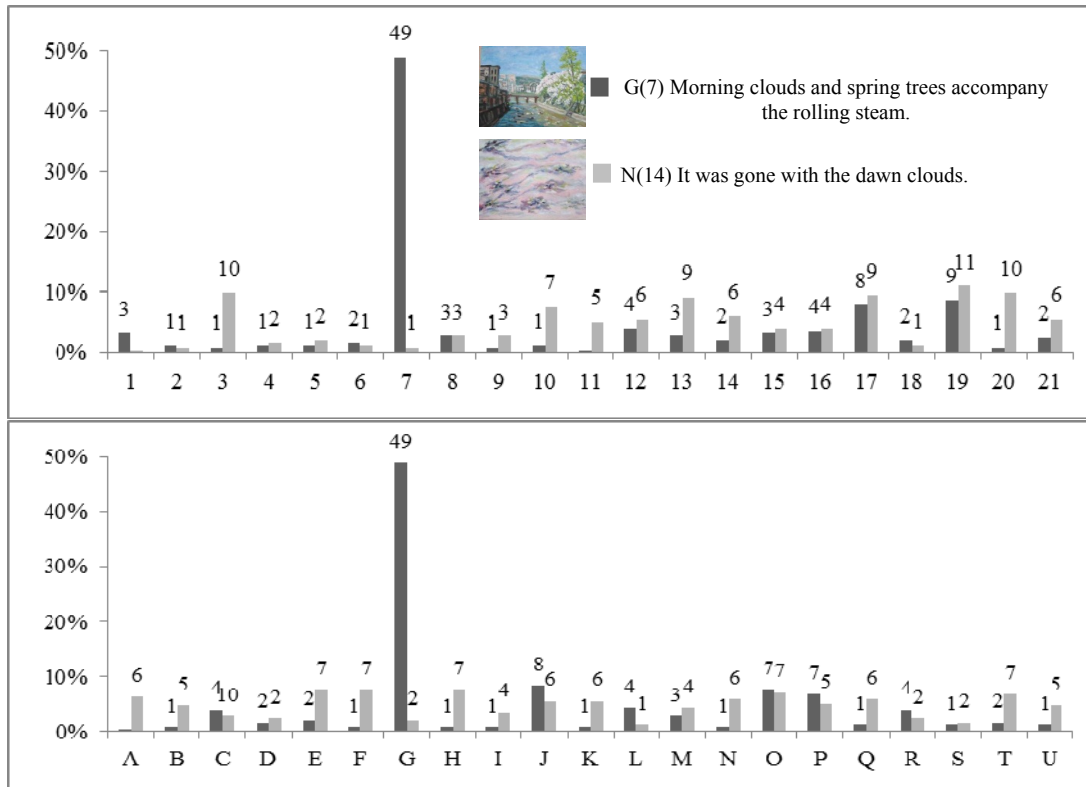 49
50%
40%
30%
20%
10%
0%
G(7) Morning clouds and spring trees accompany
the rolling steam.
N(14) It was gone with the dawn clouds.
3 1 1 1 10 1 2 1 2 2 1 1 3 3 1 3 1 7 5 4 6 3 9 2 6 3 4 4 4 8 9 2 1 9 11 1 10 2 6
1 2 3 4 5 6 7 8 9 10 11 12 13 14 15 16 17 18 19 20 21
49
50%
40%
30%
20%
10%
0%
6 1 5 4 10 2 2 2 7 1 7 2 1 7 1 4 8 6 1 6 4 1 3 4 1 6 7 7 7 5 1 6 4 2 1 2 2 7 1 5
A B C D E F G H I J K L M N O P Q R S T U